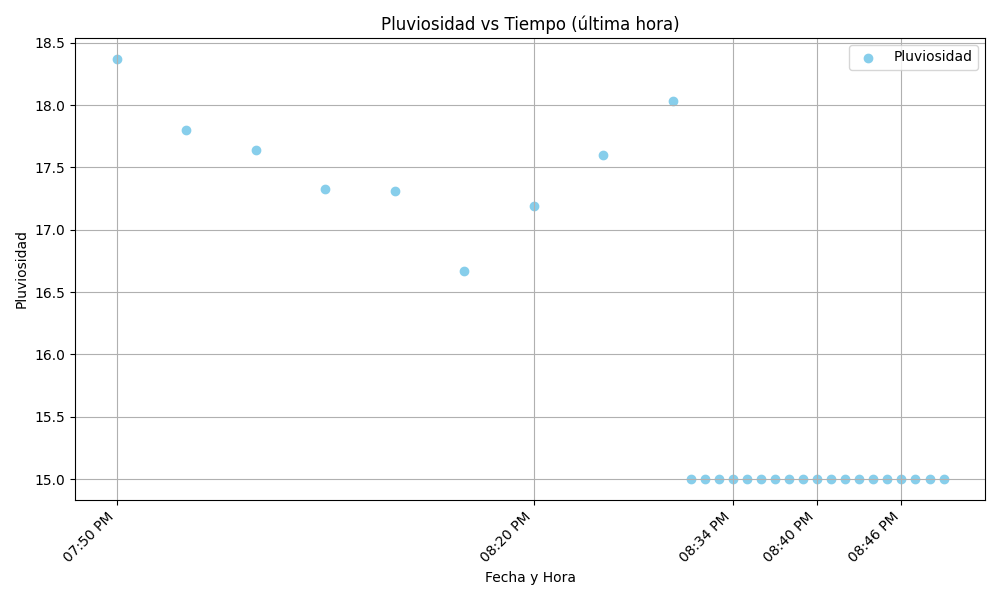 Pluviosidad vs Tiempo (última hora)
Pluviosidad
18.5
18.0
17.5
17.0
16.5
16.0
15.5
15.0
Pluviosidad
07:50 PM
08:20 PM
08:34 PM
08:40 PM
08:46 PM
Fecha y Hora